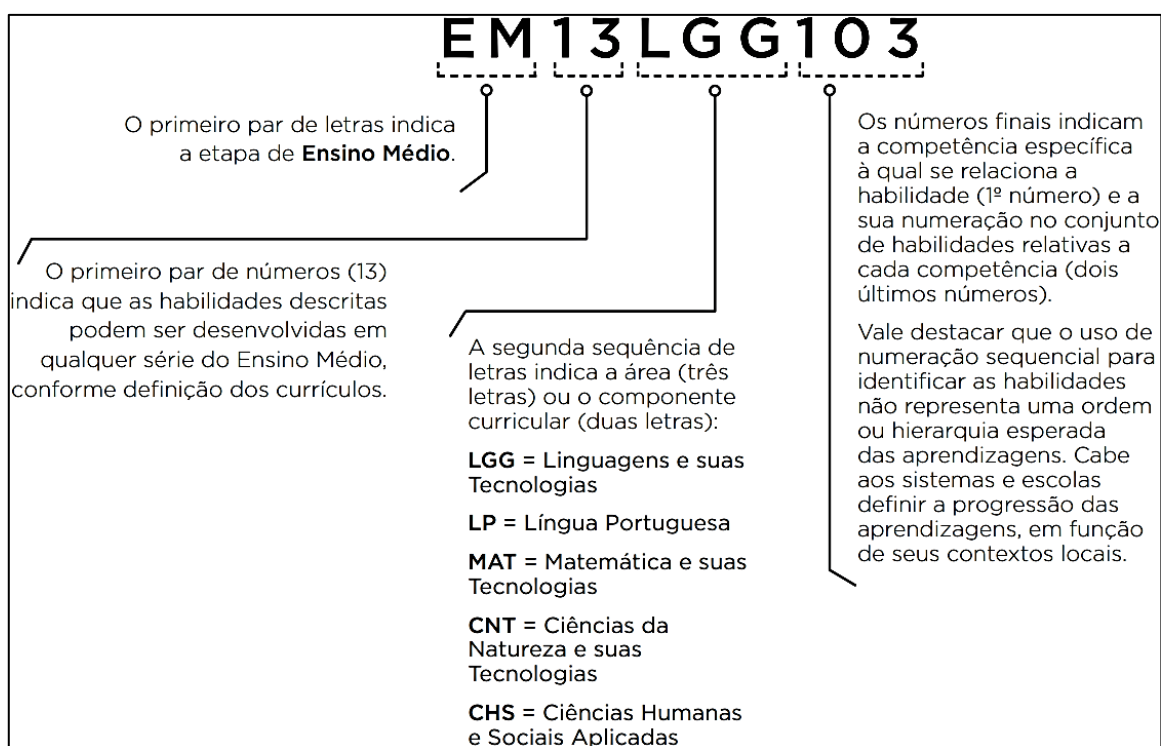 EM13LGG103
O primeiro par de letras indica
a etapa de Ensino Médio.
O primeiro par de números (13)
indica que as habilidades descritas
podem ser desenvolvidas em
qualquer série do Ensino Médio,
conforme definição dos currículos.
A segunda sequência de
letras indica a área (três
letras) ou o componente
curricular (duas letras):
LGG = Linguagens e suas
Tecnologias
LP = Língua Portuguesa
MAT = Matemática e suas
Tecnologias
CNT = Ciências da
Natureza e suas
Tecnologias
CHS = Ciências Humanas
e Sociais Aplicadas
Os números finais indicam
a competência específica
à qual se relaciona a
habilidade (1º número) e a
sua numeração no conjunto
de habilidades relativas a
cada competência (dois
últimos números).
Vale destacar que o uso de
numeração sequencial para
identificar as habilidades
não representa uma ordem
ou hierarquia esperada
das aprendizagens. Cabe
aos sistemas e escolas
definir a progressão das
aprendizagens, em função
de seus contextos locais.